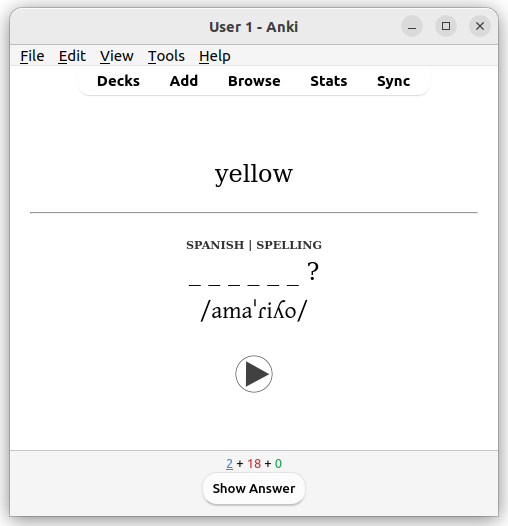 User 1 - Anki
File Edit View Tools Help
Decks Add Browse Stats Sync
yellow
SPANISH | SPELLING
_ _ _ _ _ _ ?
/amaˈɾiʎo/
2 + 18 + 0
Show Answer